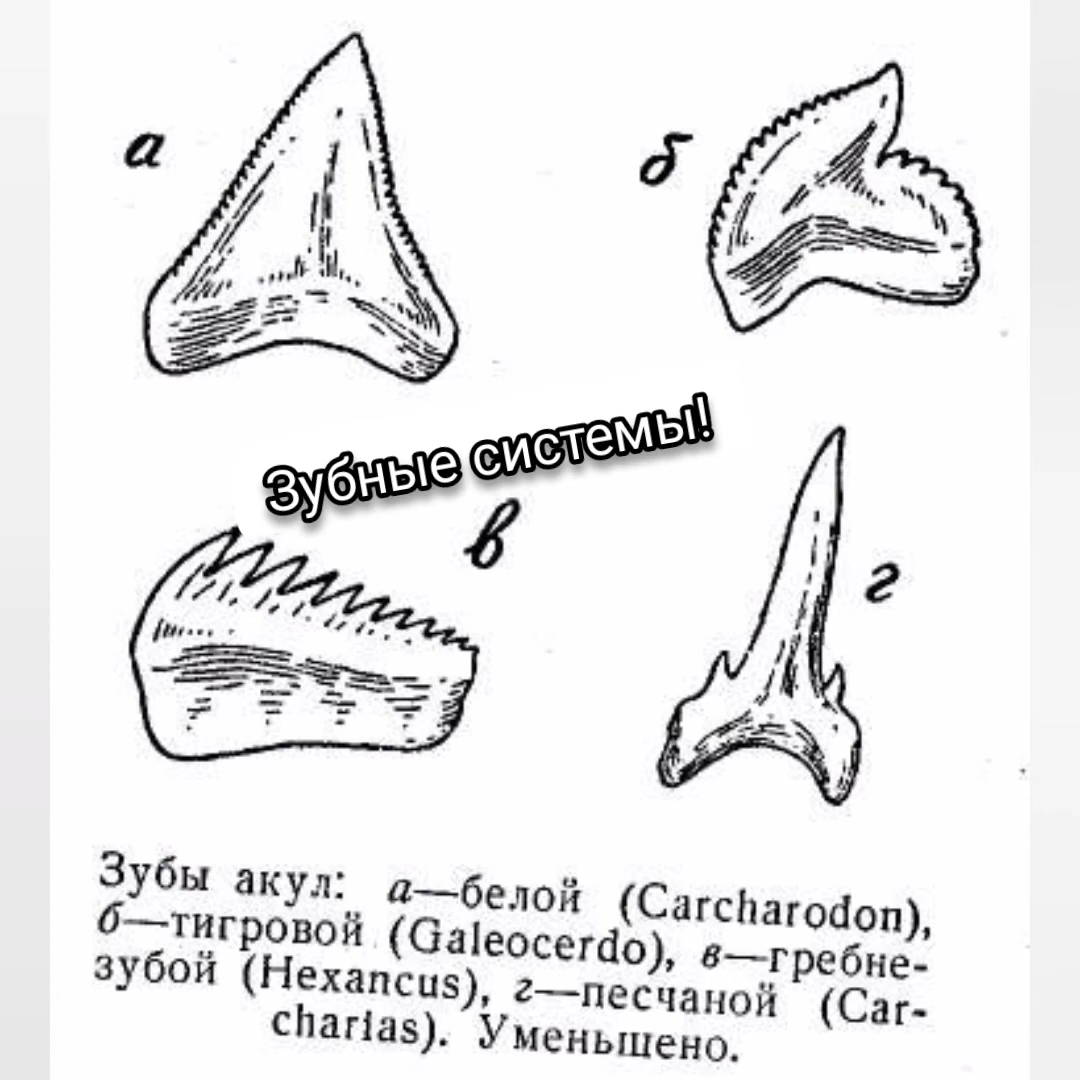 а
б
Зубные системы!
в
г
Зубы акул: а—белой (Carcharodon),
б—тигровой (Galeocerdo), в—гребне-
зубой (Hexancus), г—песчаной (Car-
charias). Уменьшено.